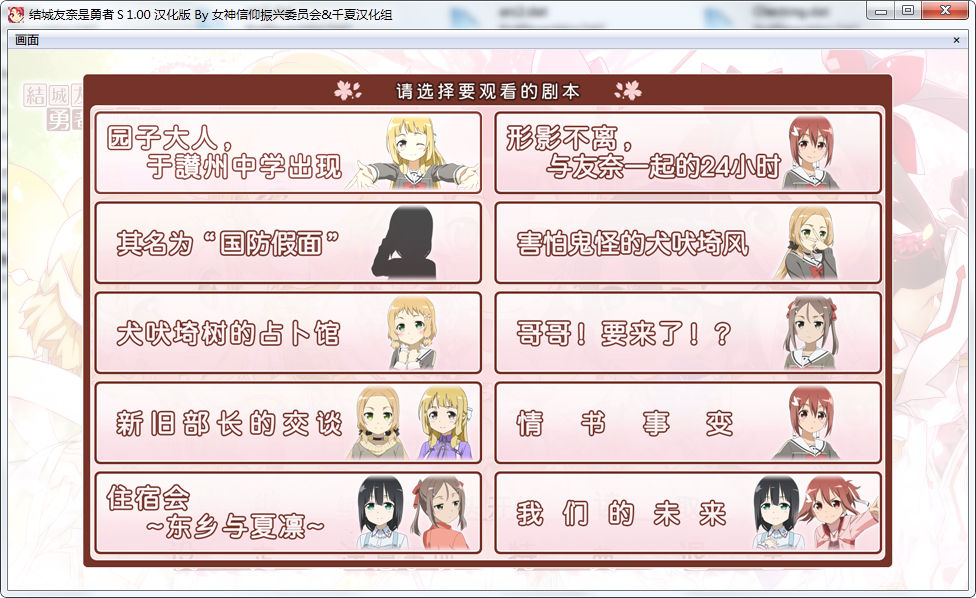 结城友奈是勇者 S 1.00 汉化版 By 女神信仰振兴委员会&千夏汉化组
画面
結城友
勇者
请选择要观看的剧本
园子大人，
于讚州中学出现
形影不离，
与友奈一起的24小时
其名为“国防假面”
害怕鬼怪的犬吠埼风
犬吠埼树的占卜馆
哥哥！要来了！？
新旧部长的交谈
情书事变
住宿会
～东乡与夏凛～
我们的未来